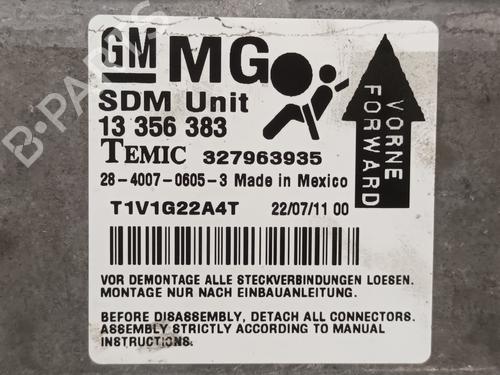 GM MG
SDM Unit
13 356 383
TEMIC 327963935
28-4007-0605-3 Made in Mexico
T1V1G22A4T 22/07/11 00
VORNE
FORWARD
VOR DEMONTAGE ALLE STECKVERBINDUNGEN LOESEN.
MONTAGE NUR NACH EINBAUANLEITUNG.
BEFORE DISASSEMBLY, DETACH ALL CONNECTORS.
ASSEMBLY STRICTLY ACCORDING TO MANUAL
INSTRUCTIONS.
B-PARTS